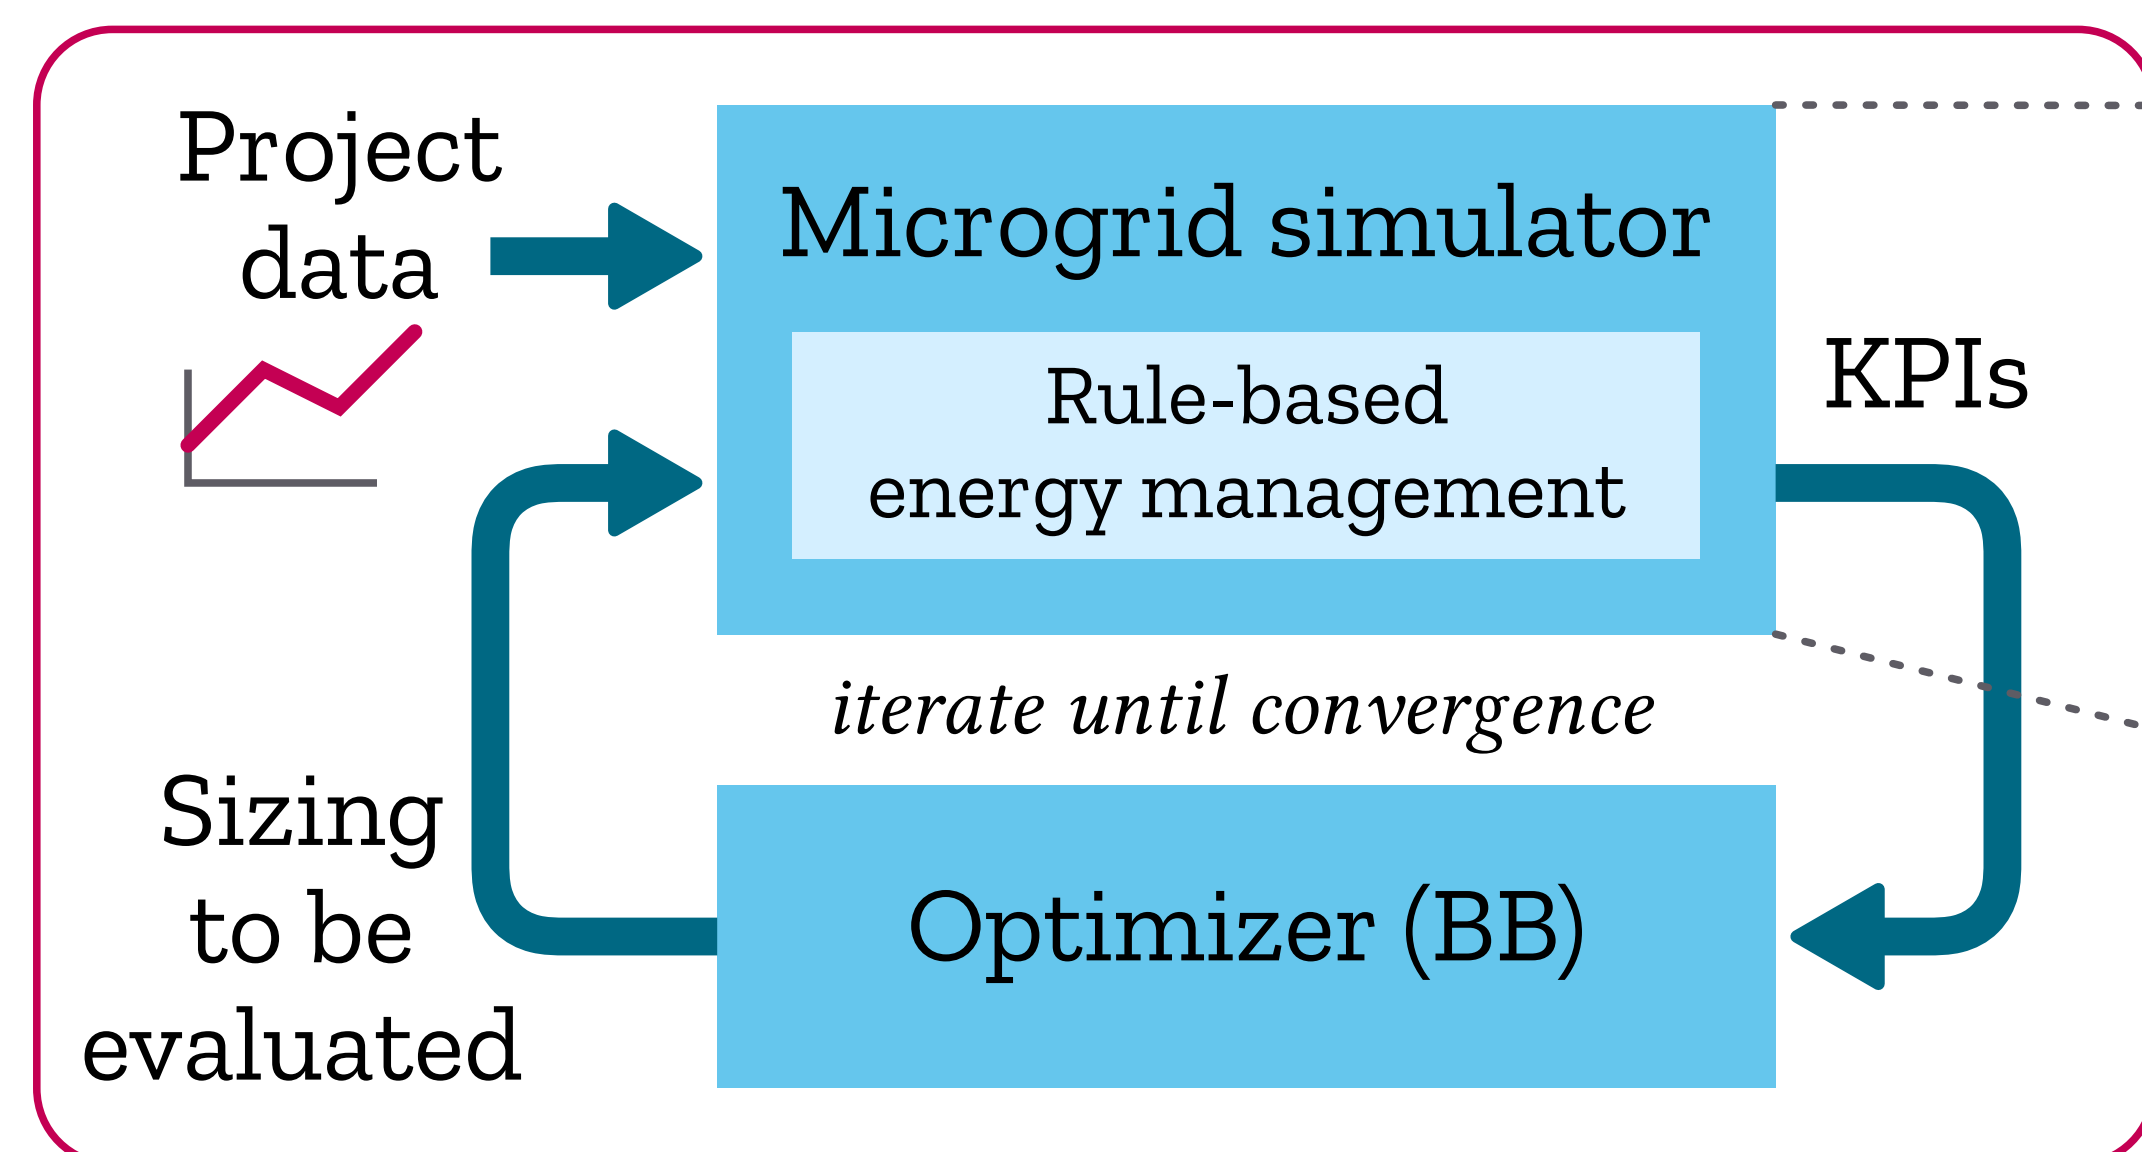 Project
data
Microgrid simulator
Rule-based
energy management
KPIs
iterate until convergence
Sizing
to be
evaluated
Optimizer (BB)